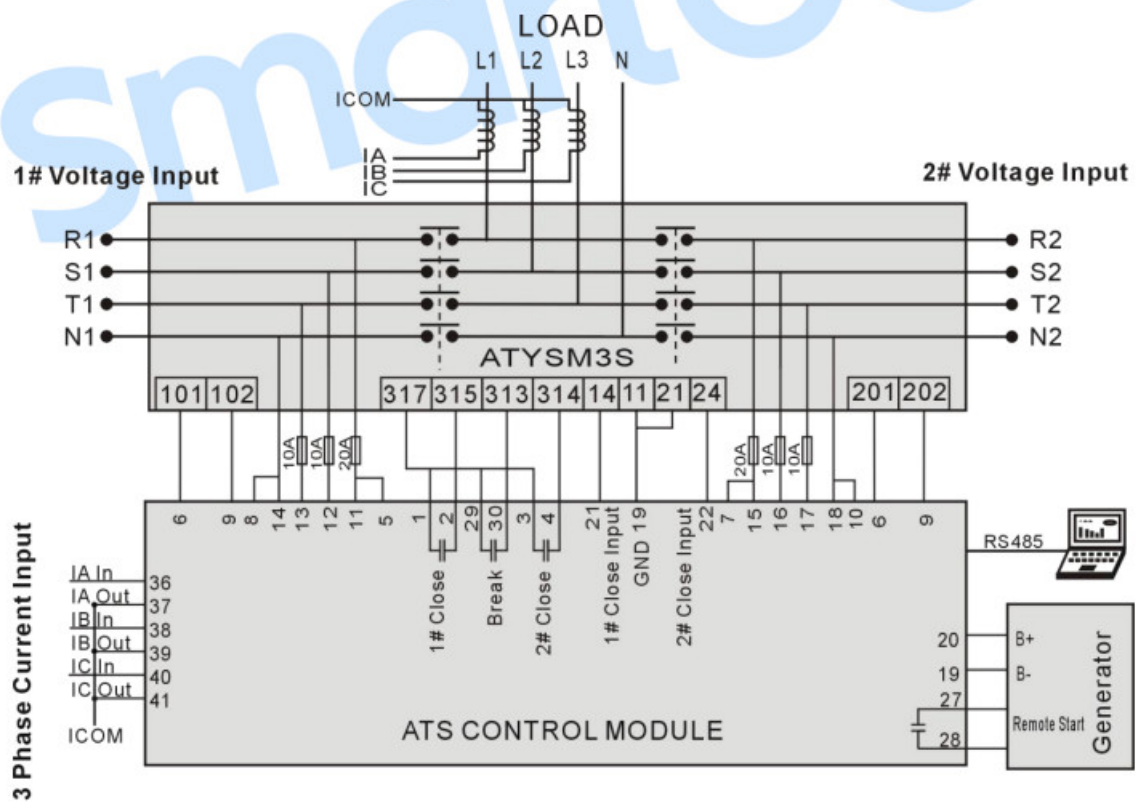 SmartGe
LOAD
L1 L2 L3 N
ICOM
IA
IB
IC
1# Voltage Input
2# Voltage Input
R1
S1
T1
N1
R2
S2
T2
N2
ATYSM3S
101 102 317 315 313 314 14 11 21 24 201 202
10A 10A 20A 20A 10A 10A
6 9 8 14 13 12 11 5 1 2 29 30 3 4 21 19 22 7 15 16 17 18 10 6 9
1# Close
Break
2# Close
1# Close Input
GND
2# Close Input
RS485
3 Phase Current Input
IA In 36
IA Out 37
IB In 38
IB Out 39
IC In 40
IC Out 41
ICOM
ATS CONTROL MODULE
20 B+
19 B-
27
Remote Start
28
Generator